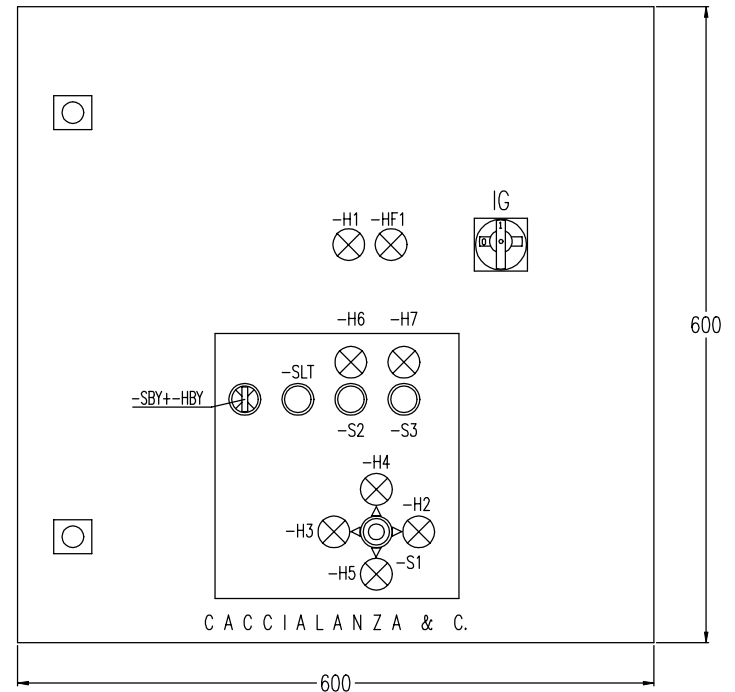 IG
1
0
-H1 -HF1
600
-H6 -H7
-SLT
-SBY+-HBY
-S2 -S3
-H4
-H2
-H3
-S1
-H5
CACCIALANZA & C.
600